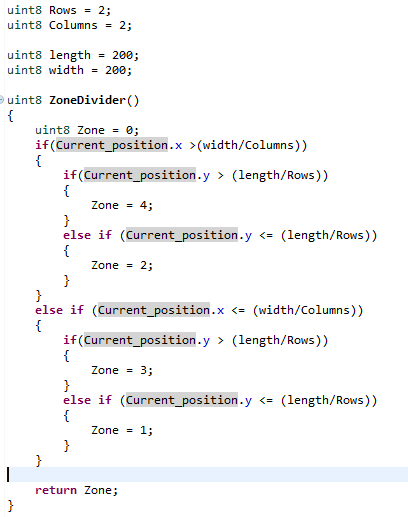 uint8 Rows = 2;
uint8 Columns = 2;

uint8 length = 200;
uint8 width = 200;

uint8 ZoneDivider()
{
    uint8 Zone = 0;
    if(Current_position.x >(width/Columns))
    {
        if(Current_position.y > (length/Rows))
        {
            Zone = 4;
        }
        else if (Current_position.y <= (length/Rows))
        {
            Zone = 2;
        }
    }
    else if (Current_position.x <= (width/Columns))
    {
        if(Current_position.y > (length/Rows))
        {
            Zone = 3;
        }
        else if (Current_position.y <= (length/Rows))
        {
            Zone = 1;
        }
    }

    return Zone;
}